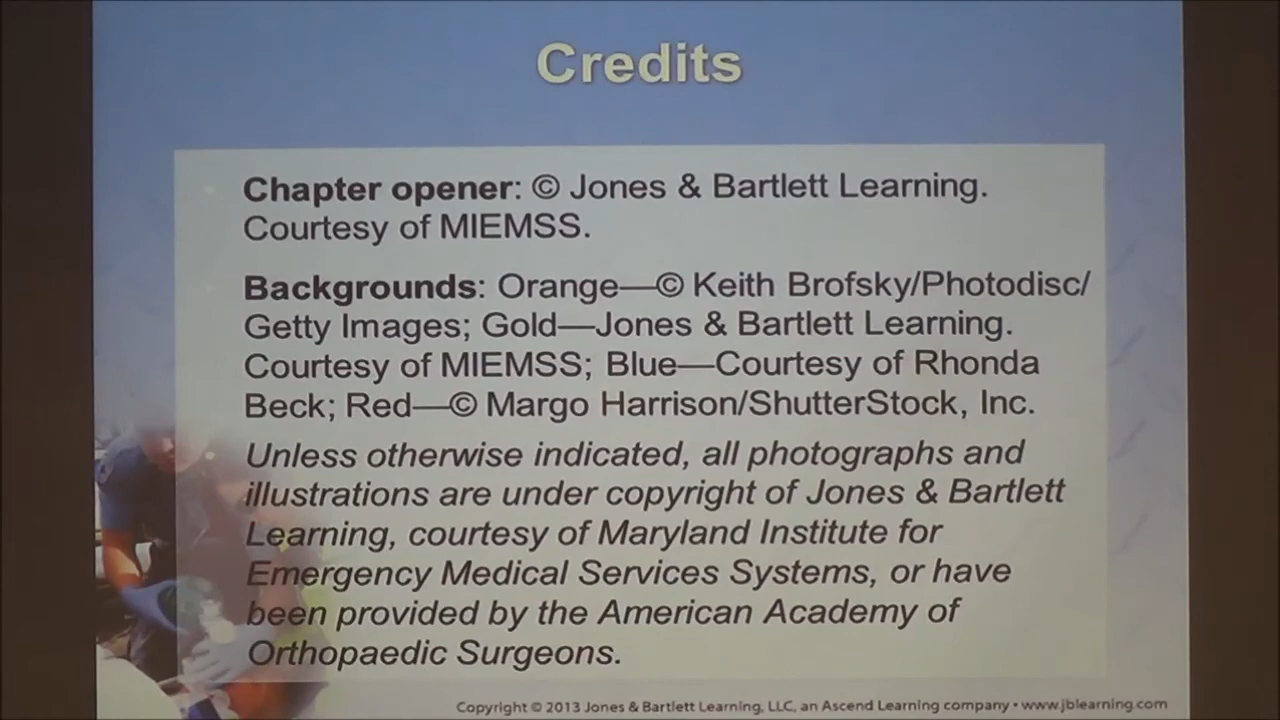 Credits
Chapter opener: © Jones & Bartlett Learning.
Courtesy of MIEMSS.
Backgrounds: Orange—© Keith Brofsky/Photodisc/
Getty Images; Gold—Jones & Bartlett Learning.
Courtesy of MIEMSS; Blue—Courtesy of Rhonda
Beck; Red—© Margo Harrison/ShutterStock, Inc.
Unless otherwise indicated, all photographs and
illustrations are under copyright of Jones & Bartlett
Learning, courtesy of Maryland Institute for
Emergency Medical Services Systems, or have
been provided by the American Academy of
Orthopaedic Surgeons.
Copyright © 2013 Jones & Bartlett Learning, LLC, an Ascend Learning company • www.jblearning.com